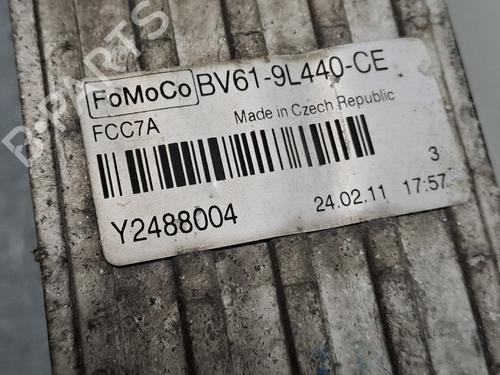 FoMoCo BV61-9L440-CE
FCC7A Made in Czech Republic
3
Y2488004 24.02.11 17:57
B-PARTS